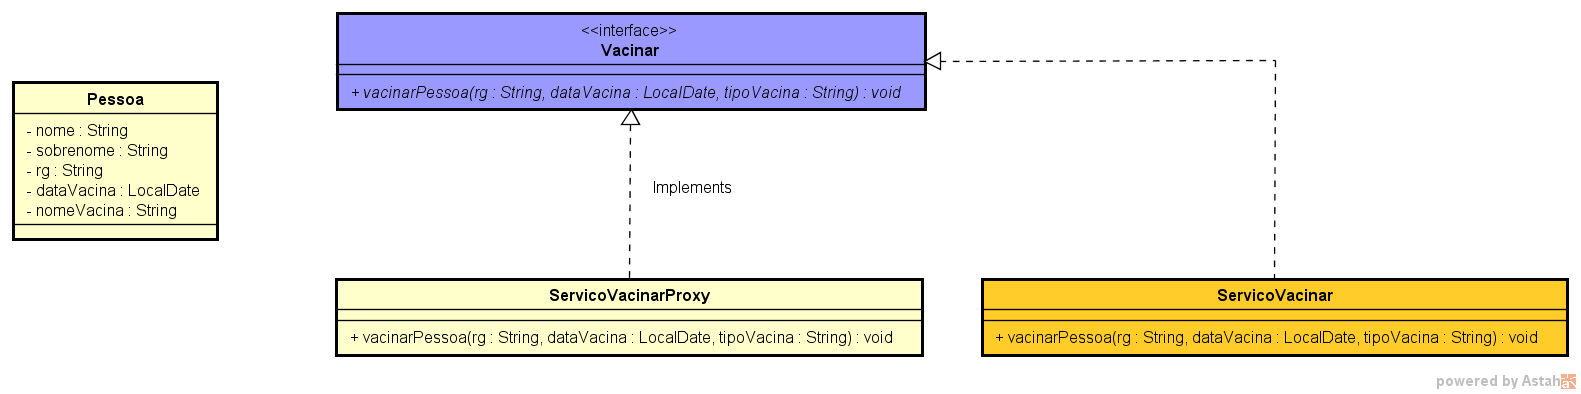 Pessoa
- nome : String
- sobrenome : String
- rg : String
- dataVacina : LocalDate
- nomeVacina : String
<<interface>>
Vacinar
+ vacinarPessoa(rg : String, dataVacina : LocalDate, tipoVacina : String) : void
Implements
ServicoVacinarProxy
+ vacinarPessoa(rg : String, dataVacina : LocalDate, tipoVacina : String) : void
ServicoVacinar
+ vacinarPessoa(rg : String, dataVacina : LocalDate, tipoVacina : String) : void
powered by Astah